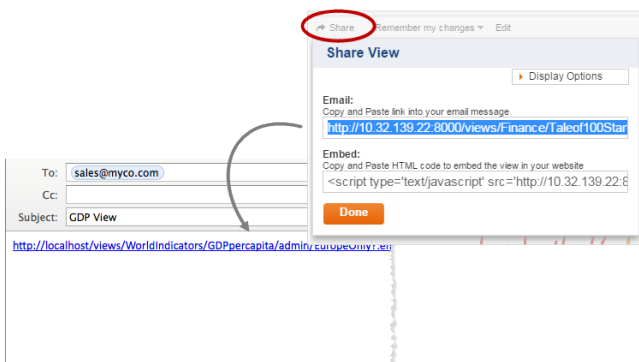 Share Remember my changes Edit
Share View
Display Options
Email:
Copy and Paste link into your email message
http://10.32.139.22:8000/views/Finance/Taleof100Star
Embed:
Copy and Paste HTML code to embed the view in your website
<script type='text/javascript' src='http://10.32.139.22:8
Done
To: sales@myco.com
Cc:
Subject: GDP View
http://localhost/views/WorldIndicators/GDPpercapita/admin/EuropeOnly?:em